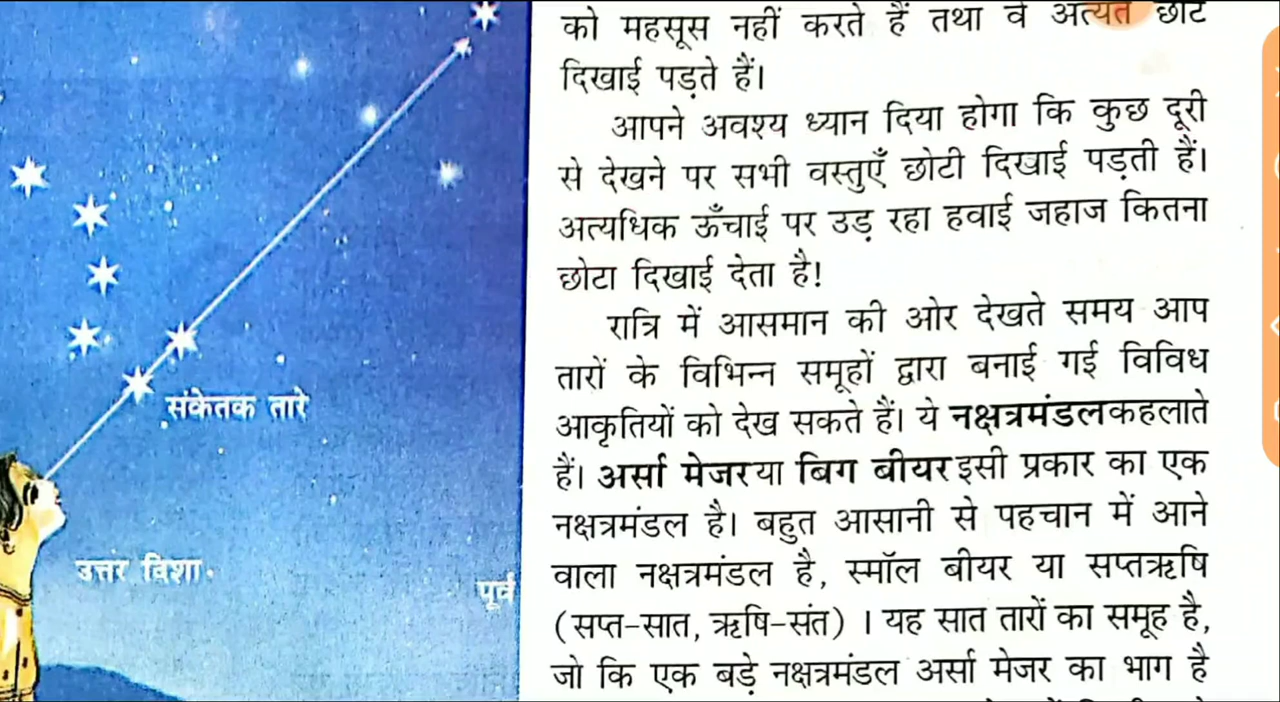 संकेतक तारे
उत्तर दिशा
पूर्व
को महसूस नहीं करते हैं तथा वे अत्यंत छोटे
दिखाई पड़ते हैं।
आपने अवश्य ध्यान दिया होगा कि कुछ दूरी
से देखने पर सभी वस्तुएँ छोटी दिखाई पड़ती हैं।
अत्यधिक ऊँचाई पर उड़ रहा हवाई जहाज कितना
छोटा दिखाई देता है!
रात्रि में आसमान की ओर देखते समय आप
तारों के विभिन्न समूहों द्वारा बनाई गई विविध
आकृतियों को देख सकते हैं। ये नक्षत्रमंडल कहलाते
हैं। अर्सा मेजर या बिग बीयर इसी प्रकार का एक
नक्षत्रमंडल है। बहुत आसानी से पहचान में आने
वाला नक्षत्रमंडल है, स्मॉल बीयर या सप्तऋषि
(सप्त-सात, ऋषि-संत) । यह सात तारों का समूह है,
जो कि एक बड़े नक्षत्रमंडल अर्सा मेजर का भाग है